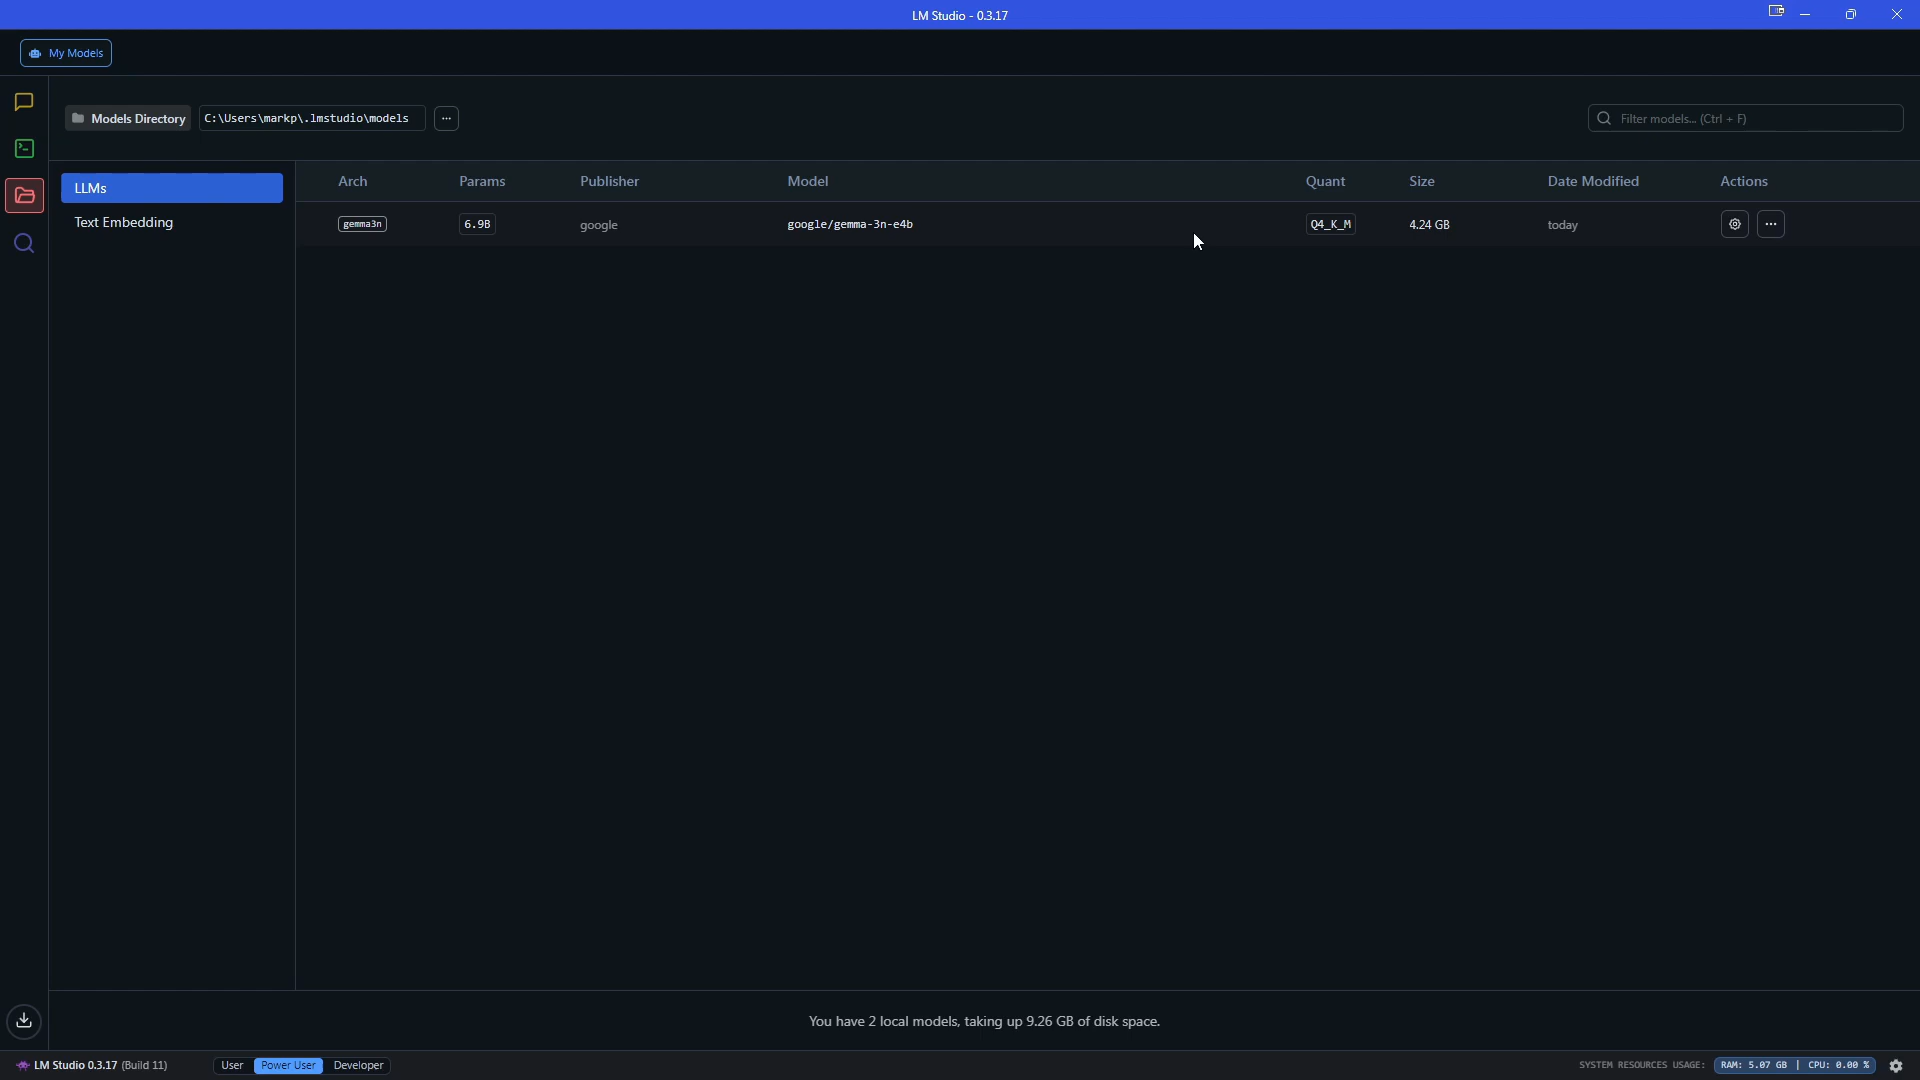 LM Studio - 0.3.17
My Models
Models Directory C:\Users\markp\.lmstudio\models ...
Filter models... (Ctrl + F)
LLMs
Text Embedding
Arch Params Publisher Model Quant Size Date Modified Actions
gemma3n 6.9B google google/gemma-3n-e4b Q4_K_M 4.24 GB today ...
You have 2 local models, taking up 9.26 GB of disk space.
LM Studio 0.3.17 (Build 11) User Power User Developer SYSTEM RESOURCES USAGE: RAM: 5.07 GB | CPU: 0.00 %